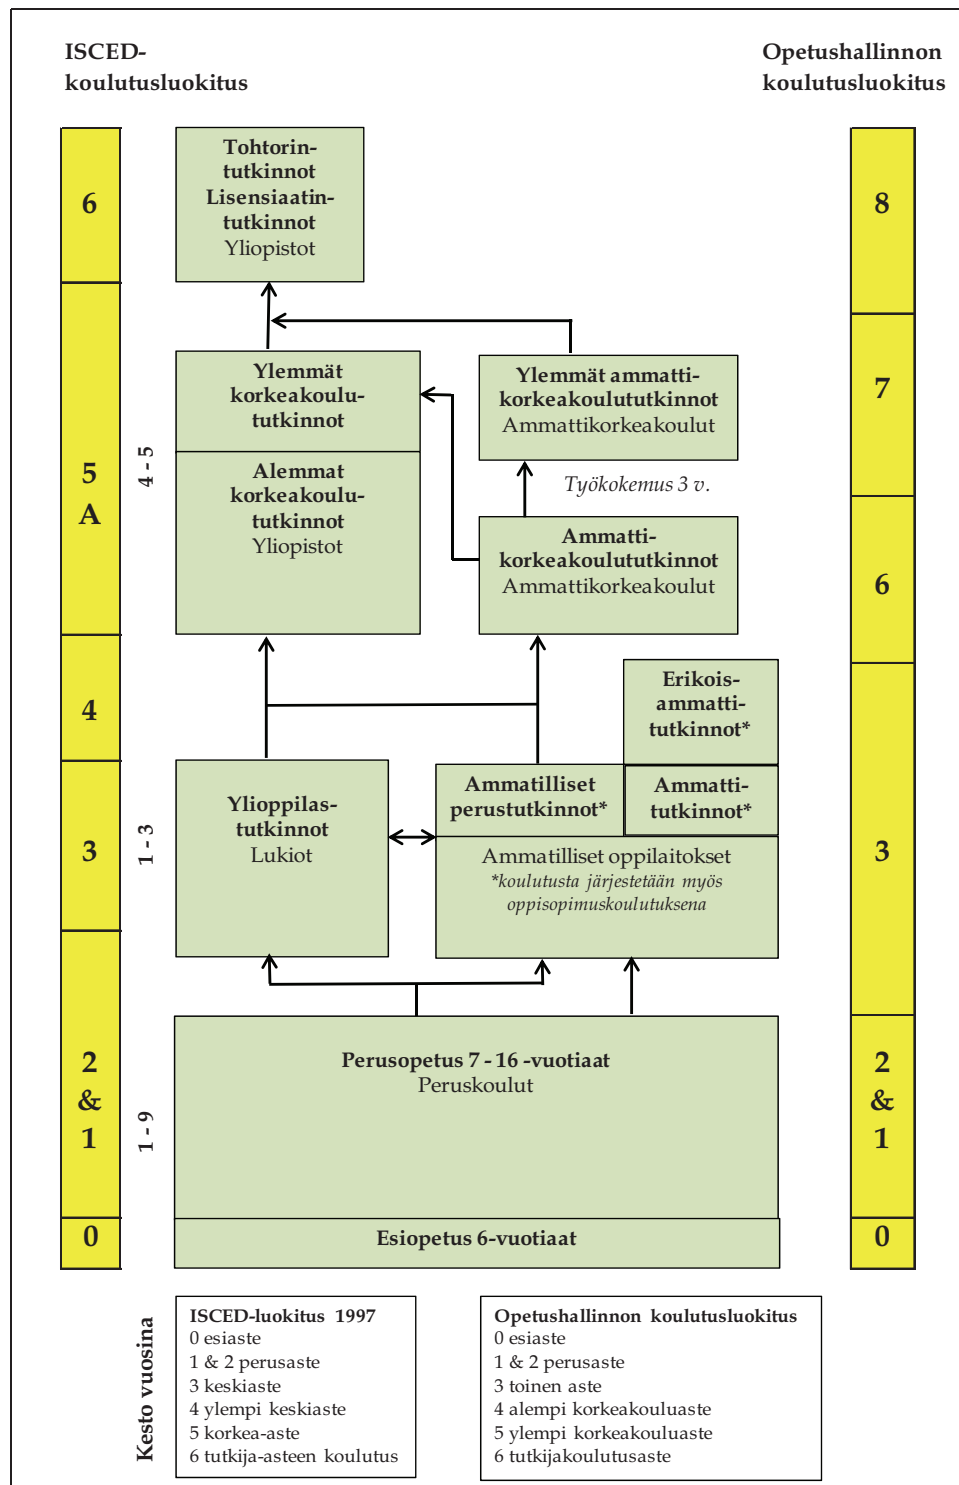 ISCED-
koulutusluokitus
Opetushallinnon
koulutusluokitus
6
5
A
4
3
2
&
1
0
4 - 5
1 - 3
1 - 9
Kesto vuosina
Tohtorin-
tutkinnot
Lisensiaatin-
tutkinnot
Yliopistot
Ylemmät
korkeakoulu-
tutkinnot
Alemmat
korkeakoulu-
tutkinnot
Yliopistot
Ylemmät ammatti-
korkeakoulututkinnot
Ammattikorkeakoulut
Työkokemus 3 v.
Ammatti-
korkeakoulututkinnot
Ammattikorkeakoulut
Erikois-
ammatti-
tutkinnot*
Ylioppilas-
tutkinnot
Lukiot
Ammatilliset
perustutkinnot*
Ammatti-
tutkinnot*
Ammatilliset oppilaitokset
*koulutusta järjestetään myös
oppisopimuskoulutuksena
Perusopetus 7 - 16 -vuotiaat
Peruskoulut
Esiopetus 6-vuotiaat
8
7
6
3
2
&
1
0
ISCED-luokitus 1997
0 esiaste
1 & 2 perusaste
3 keskiaste
4 ylempi keskiaste
5 korkea-aste
6 tutkija-asteen koulutus
Opetushallinnon koulutusluokitus
0 esiaste
1 & 2 perusaste
3 toinen aste
4 alempi korkeakouluaste
5 ylempi korkeakouluaste
6 tutkijakoulutusaste